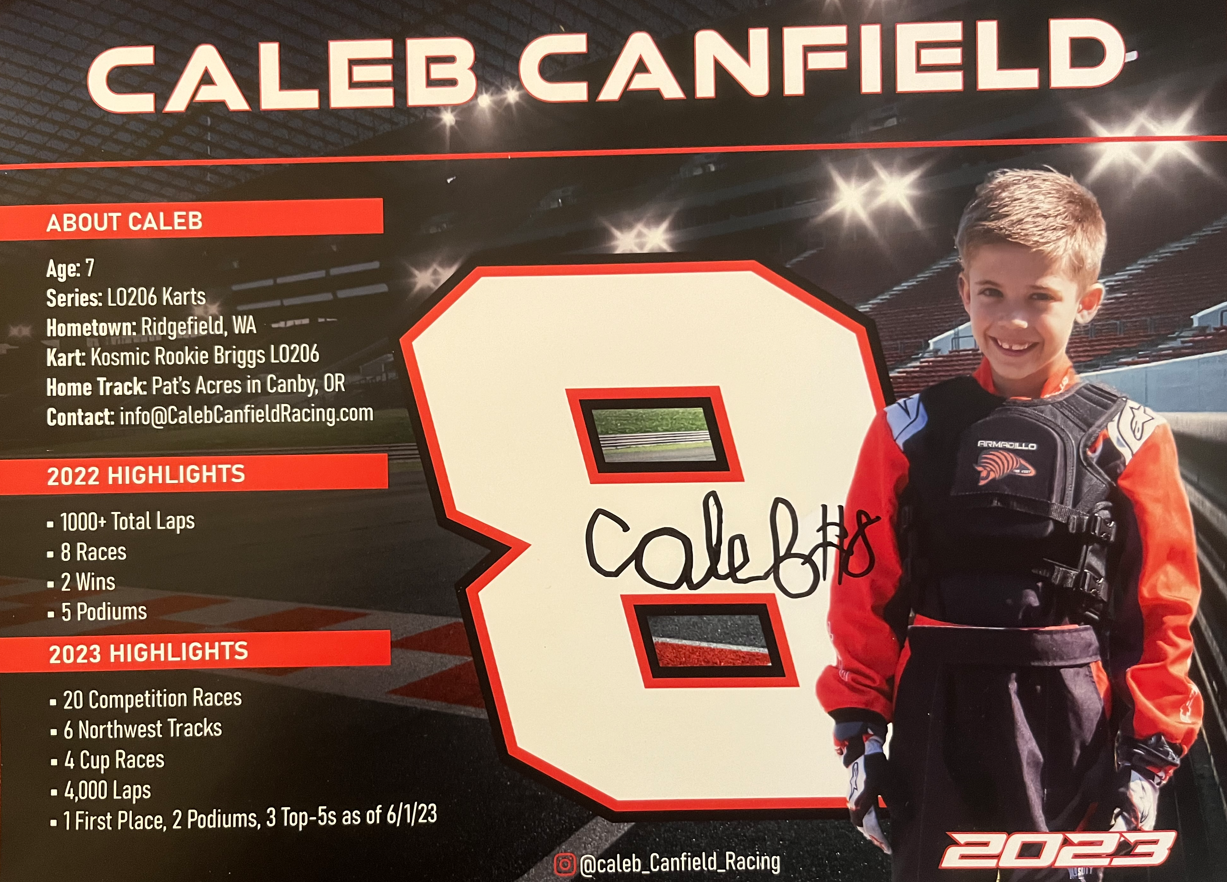 CALEB CANFIELD
ABOUT CALEB
Age: 7
Series: LO206 Karts
Hometown: Ridgefield, WA
Kart: Kosmic Rookie Briggs LO206
Home Track: Pat's Acres in Canby, OR
Contact: info@CalebCanfieldRacing.com
2022 HIGHLIGHTS
▪ 1000+ Total Laps
▪ 8 Races
▪ 2 Wins
▪ 5 Podiums
2023 HIGHLIGHTS
▪ 20 Competition Races
▪ 6 Northwest Tracks
▪ 4 Cup Races
▪ 4,000 Laps
▪ 1 First Place, 2 Podiums, 3 Top-5s as of 6/1/23
8
Caleb #8
ARMADILLO
@caleb_Canfield_Racing
2023